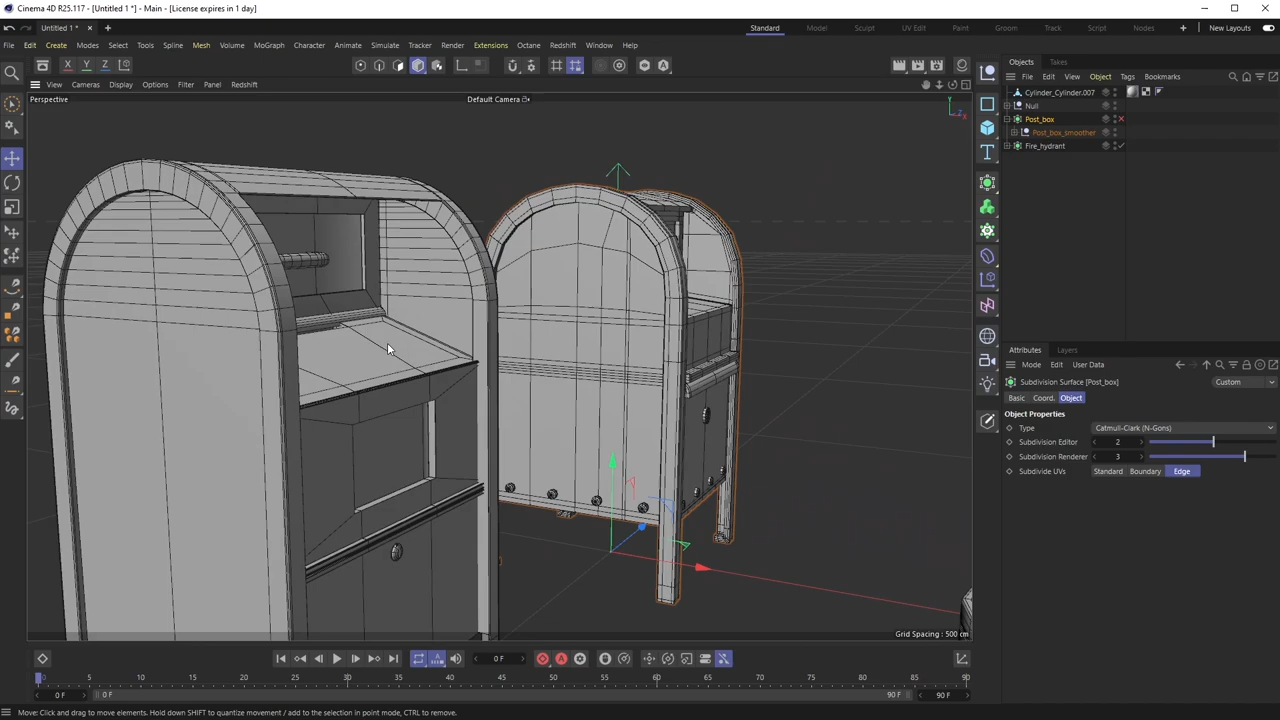 Cinema 4D R25.117 - [Untitled 1 *] - Main - [License expires in 1 day]
Untitled 1 *
Standard Model Sculpt UV Edit Paint Groom Track Script Nodes New Layouts
File Edit Create Modes Select Tools Spline Mesh Volume MoGraph Character Animate Simulate Tracker Render Extensions Octane Redshift Window Help
X Y Z
Objects Takes
File Edit View Object Tags Bookmarks
View Cameras Display Options Filter Panel Redshift
Perspective
Default Camera
Cylinder_Cylinder.007
Null
Post_box
Post_box_smoother
Fire_hydrant
Attributes Layers
Mode Edit User Data
Subdivision Surface [Post_box]
Custom
Basic Coord. Object
Object Properties
Type Catmull-Clark (N-Gons)
Subdivision Editor 2
Subdivision Renderer 3
Subdivide UVs Standard Boundary Edge
Grid Spacing : 500 cm
0 F
0 5 10 15 20 25 30 35 40 45 50 55 60 65 70 75 80 85 90
0 F 0 F 90 F 90 F
Move: Click and drag to move elements. Hold down SHIFT to quantize movement / add to the selection in point mode, CTRL to remove.